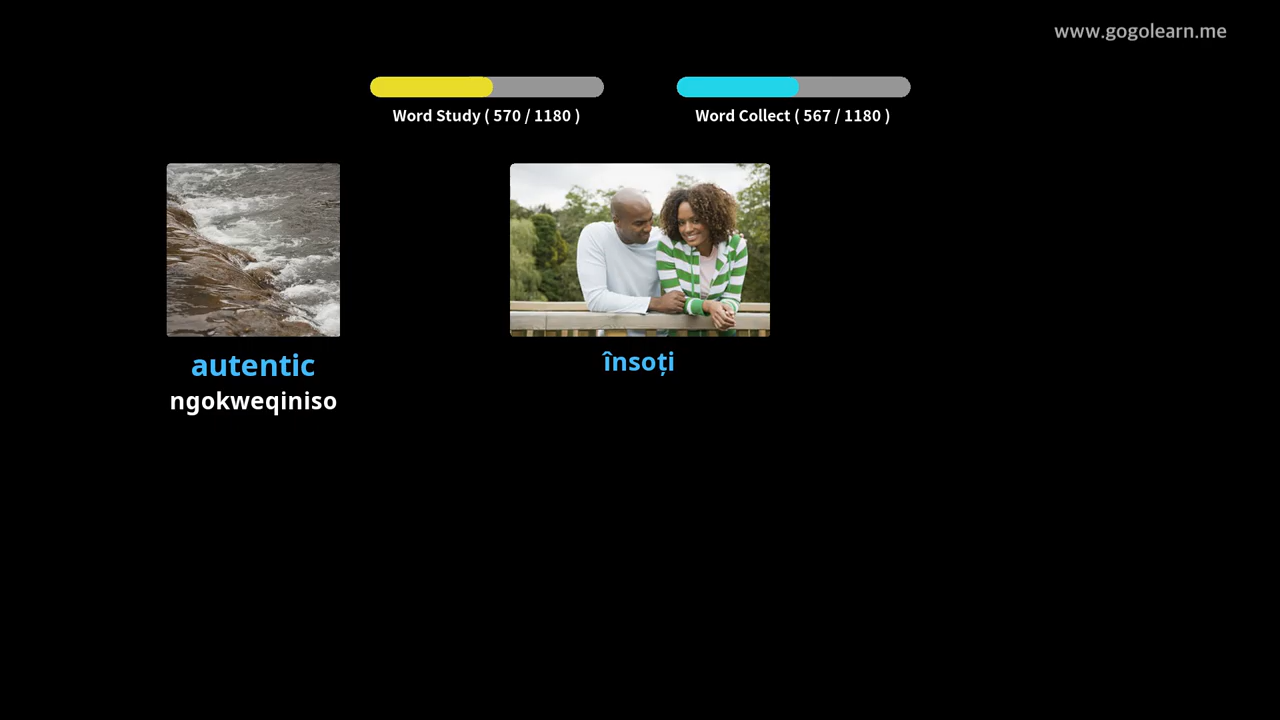 www.gogolearn.me
Word Study ( 570 / 1180 )
Word Collect ( 567 / 1180 )
autentic
ngokweqiniso
însoți